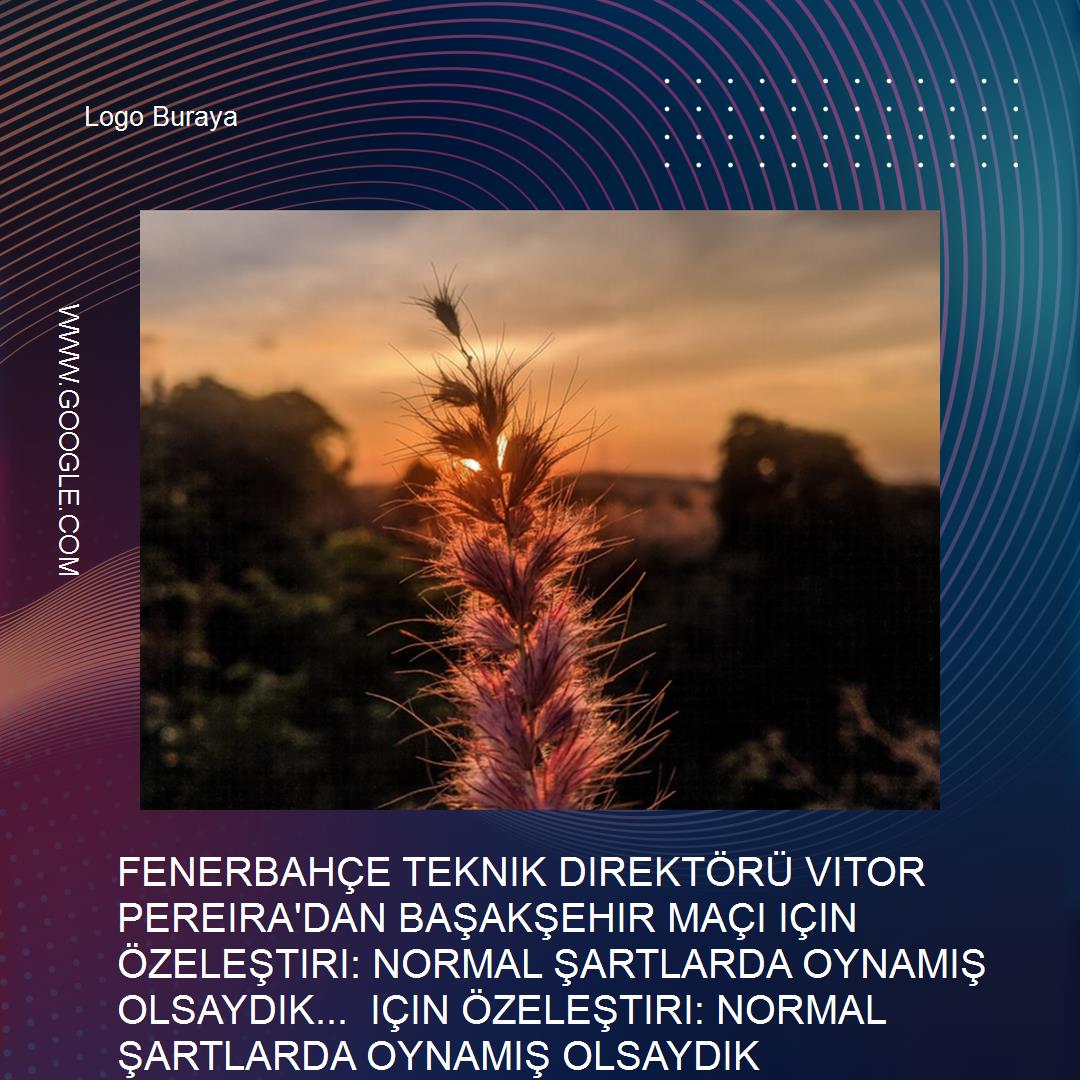 Logo Buraya
WWW.GOOGLE.COM
FENERBAHÇE TEKNIK DIREKTÖRÜ VITOR
PEREIRA'DAN BAŞAKŞEHIR MAÇI IÇIN
ÖZELEŞTIRI: NORMAL ŞARTLARDA OYNAMIŞ
OLSAYDIK...  IÇIN ÖZELEŞTIRI: NORMAL
ŞARTLARDA OYNAMIŞ OLSAYDIK